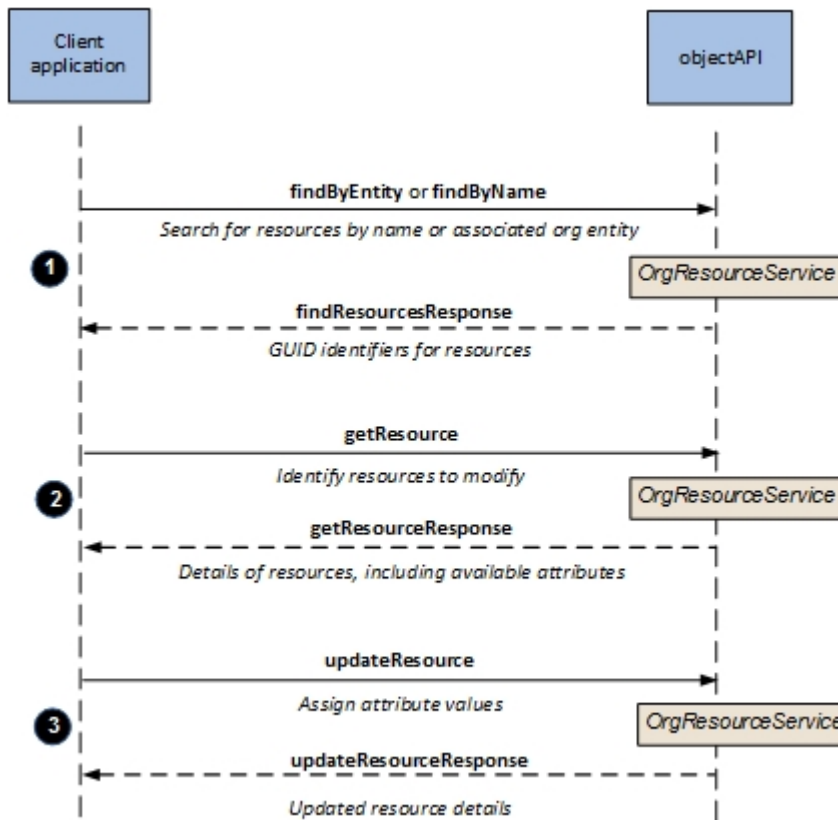 Client
application
objectAPI
findByEntity or findByName
Search for resources by name or associated org entity
1
OrgResourceService
findResourcesResponse
GUID identifiers for resources
getResource
Identify resources to modify
2
OrgResourceService
getResourceResponse
Details of resources, including available attributes
updateResource
Assign attribute values
3
OrgResourceService
updateResourceResponse
Updated resource details